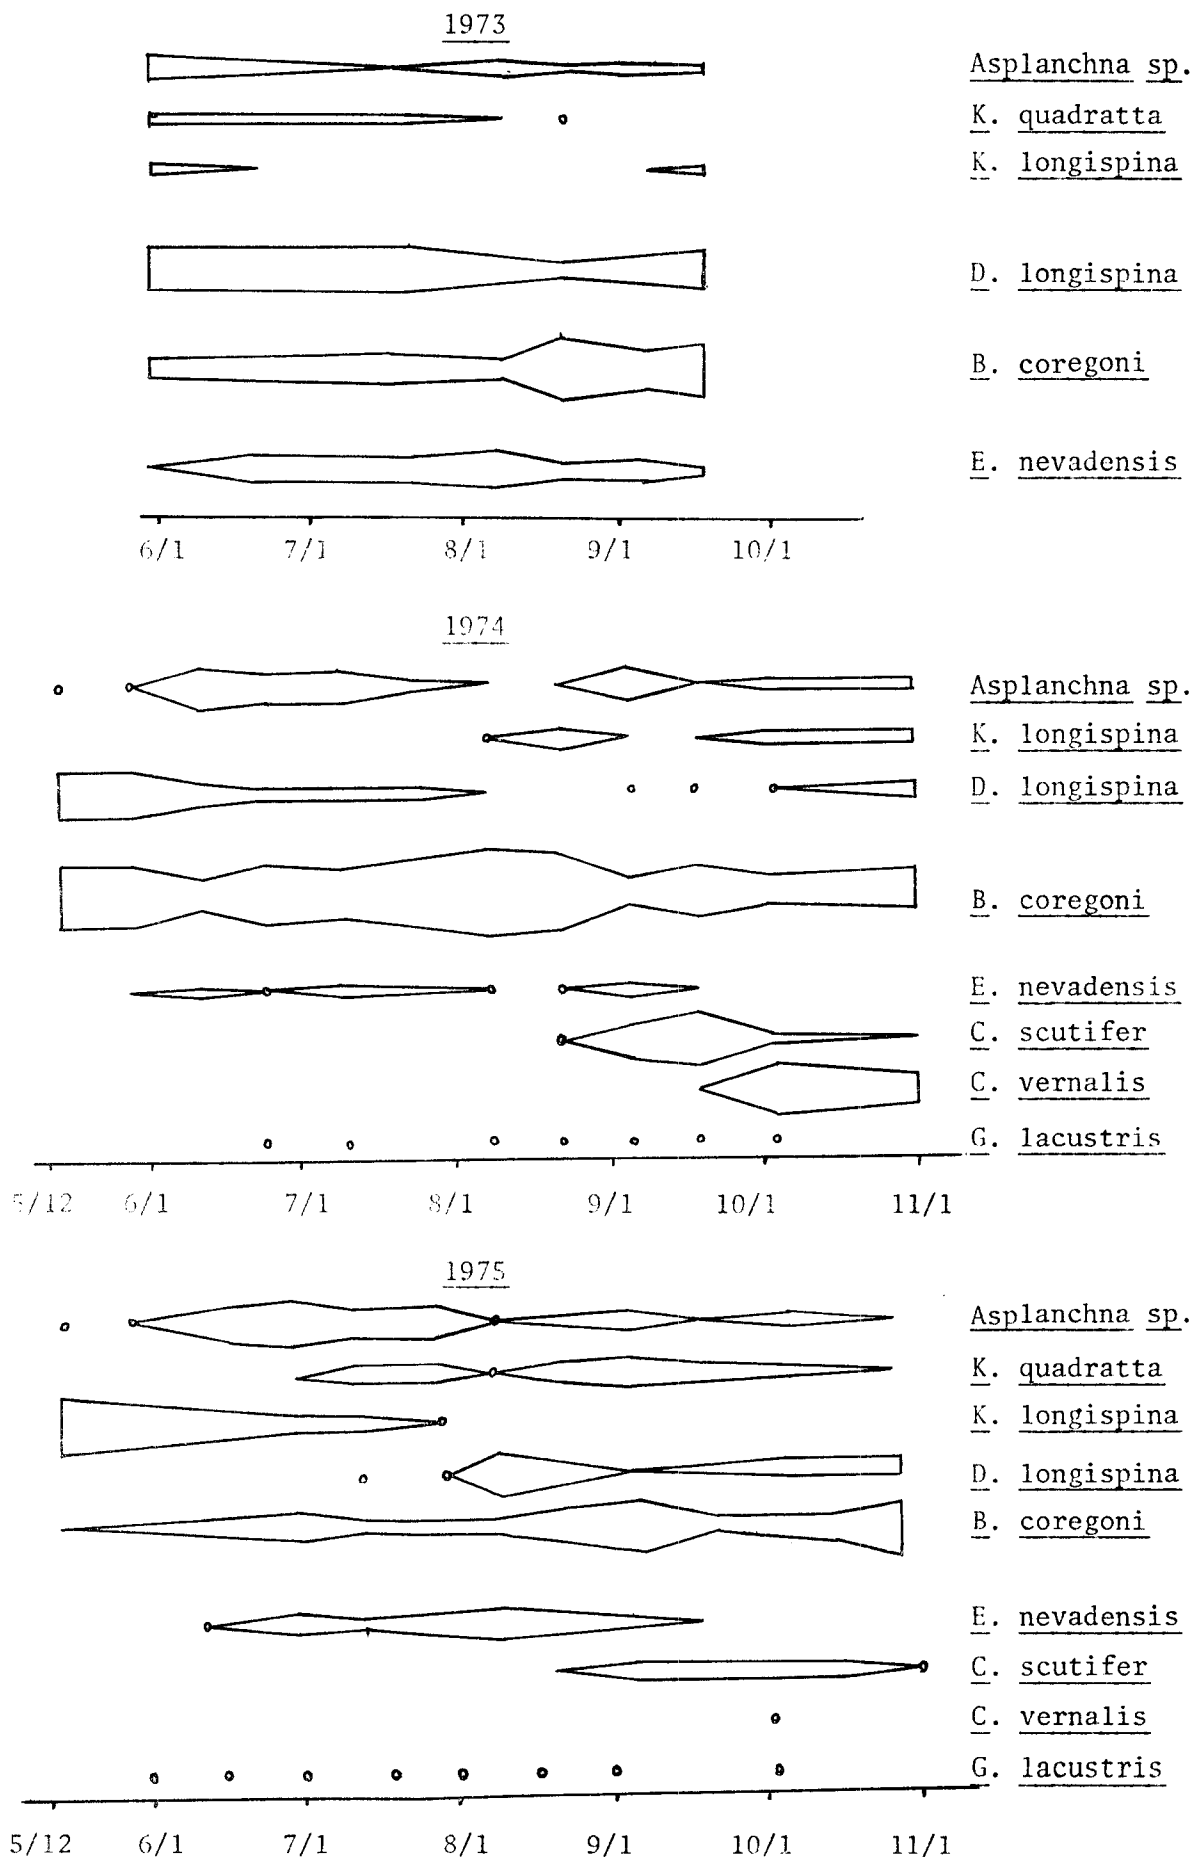 1973
Asplanchna sp.
K. quadratta
K. longispina
D. longispina
B. coregoni
E. nevadensis
6/1 7/1 8/1 9/1 10/1
1974
Asplanchna sp.
K. longispina
D. longispina
B. coregoni
E. nevadensis
C. scutifer
C. vernalis
G. lacustris
5/12 6/1 7/1 8/1 9/1 10/1 11/1
1975
Asplanchna sp.
K. quadratta
K. longispina
D. longispina
B. coregoni
E. nevadensis
C. scutifer
C. vernalis
G. lacustris
5/12 6/1 7/1 8/1 9/1 10/1 11/1